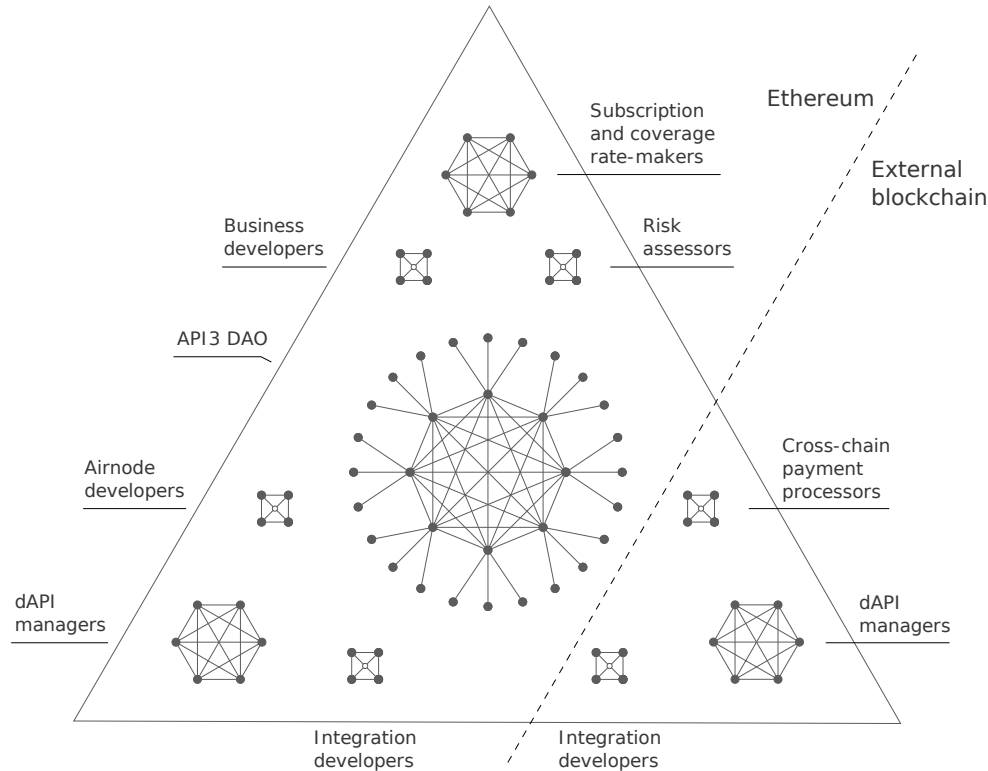 Ethereum
Subscription
and coverage
rate-makers
External
blockchain
Business
developers
Risk
assessors
API3 DAO
Cross-chain
payment
processors
Airnode
developers
dAPI
managers
dAPI
managers
Integration
developers
Integration
developers